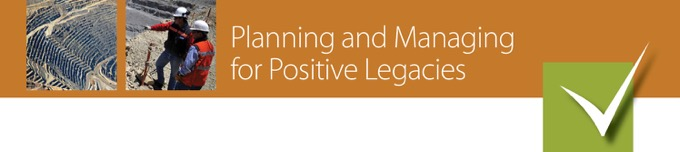 Planning and Managing
for Positive Legacies